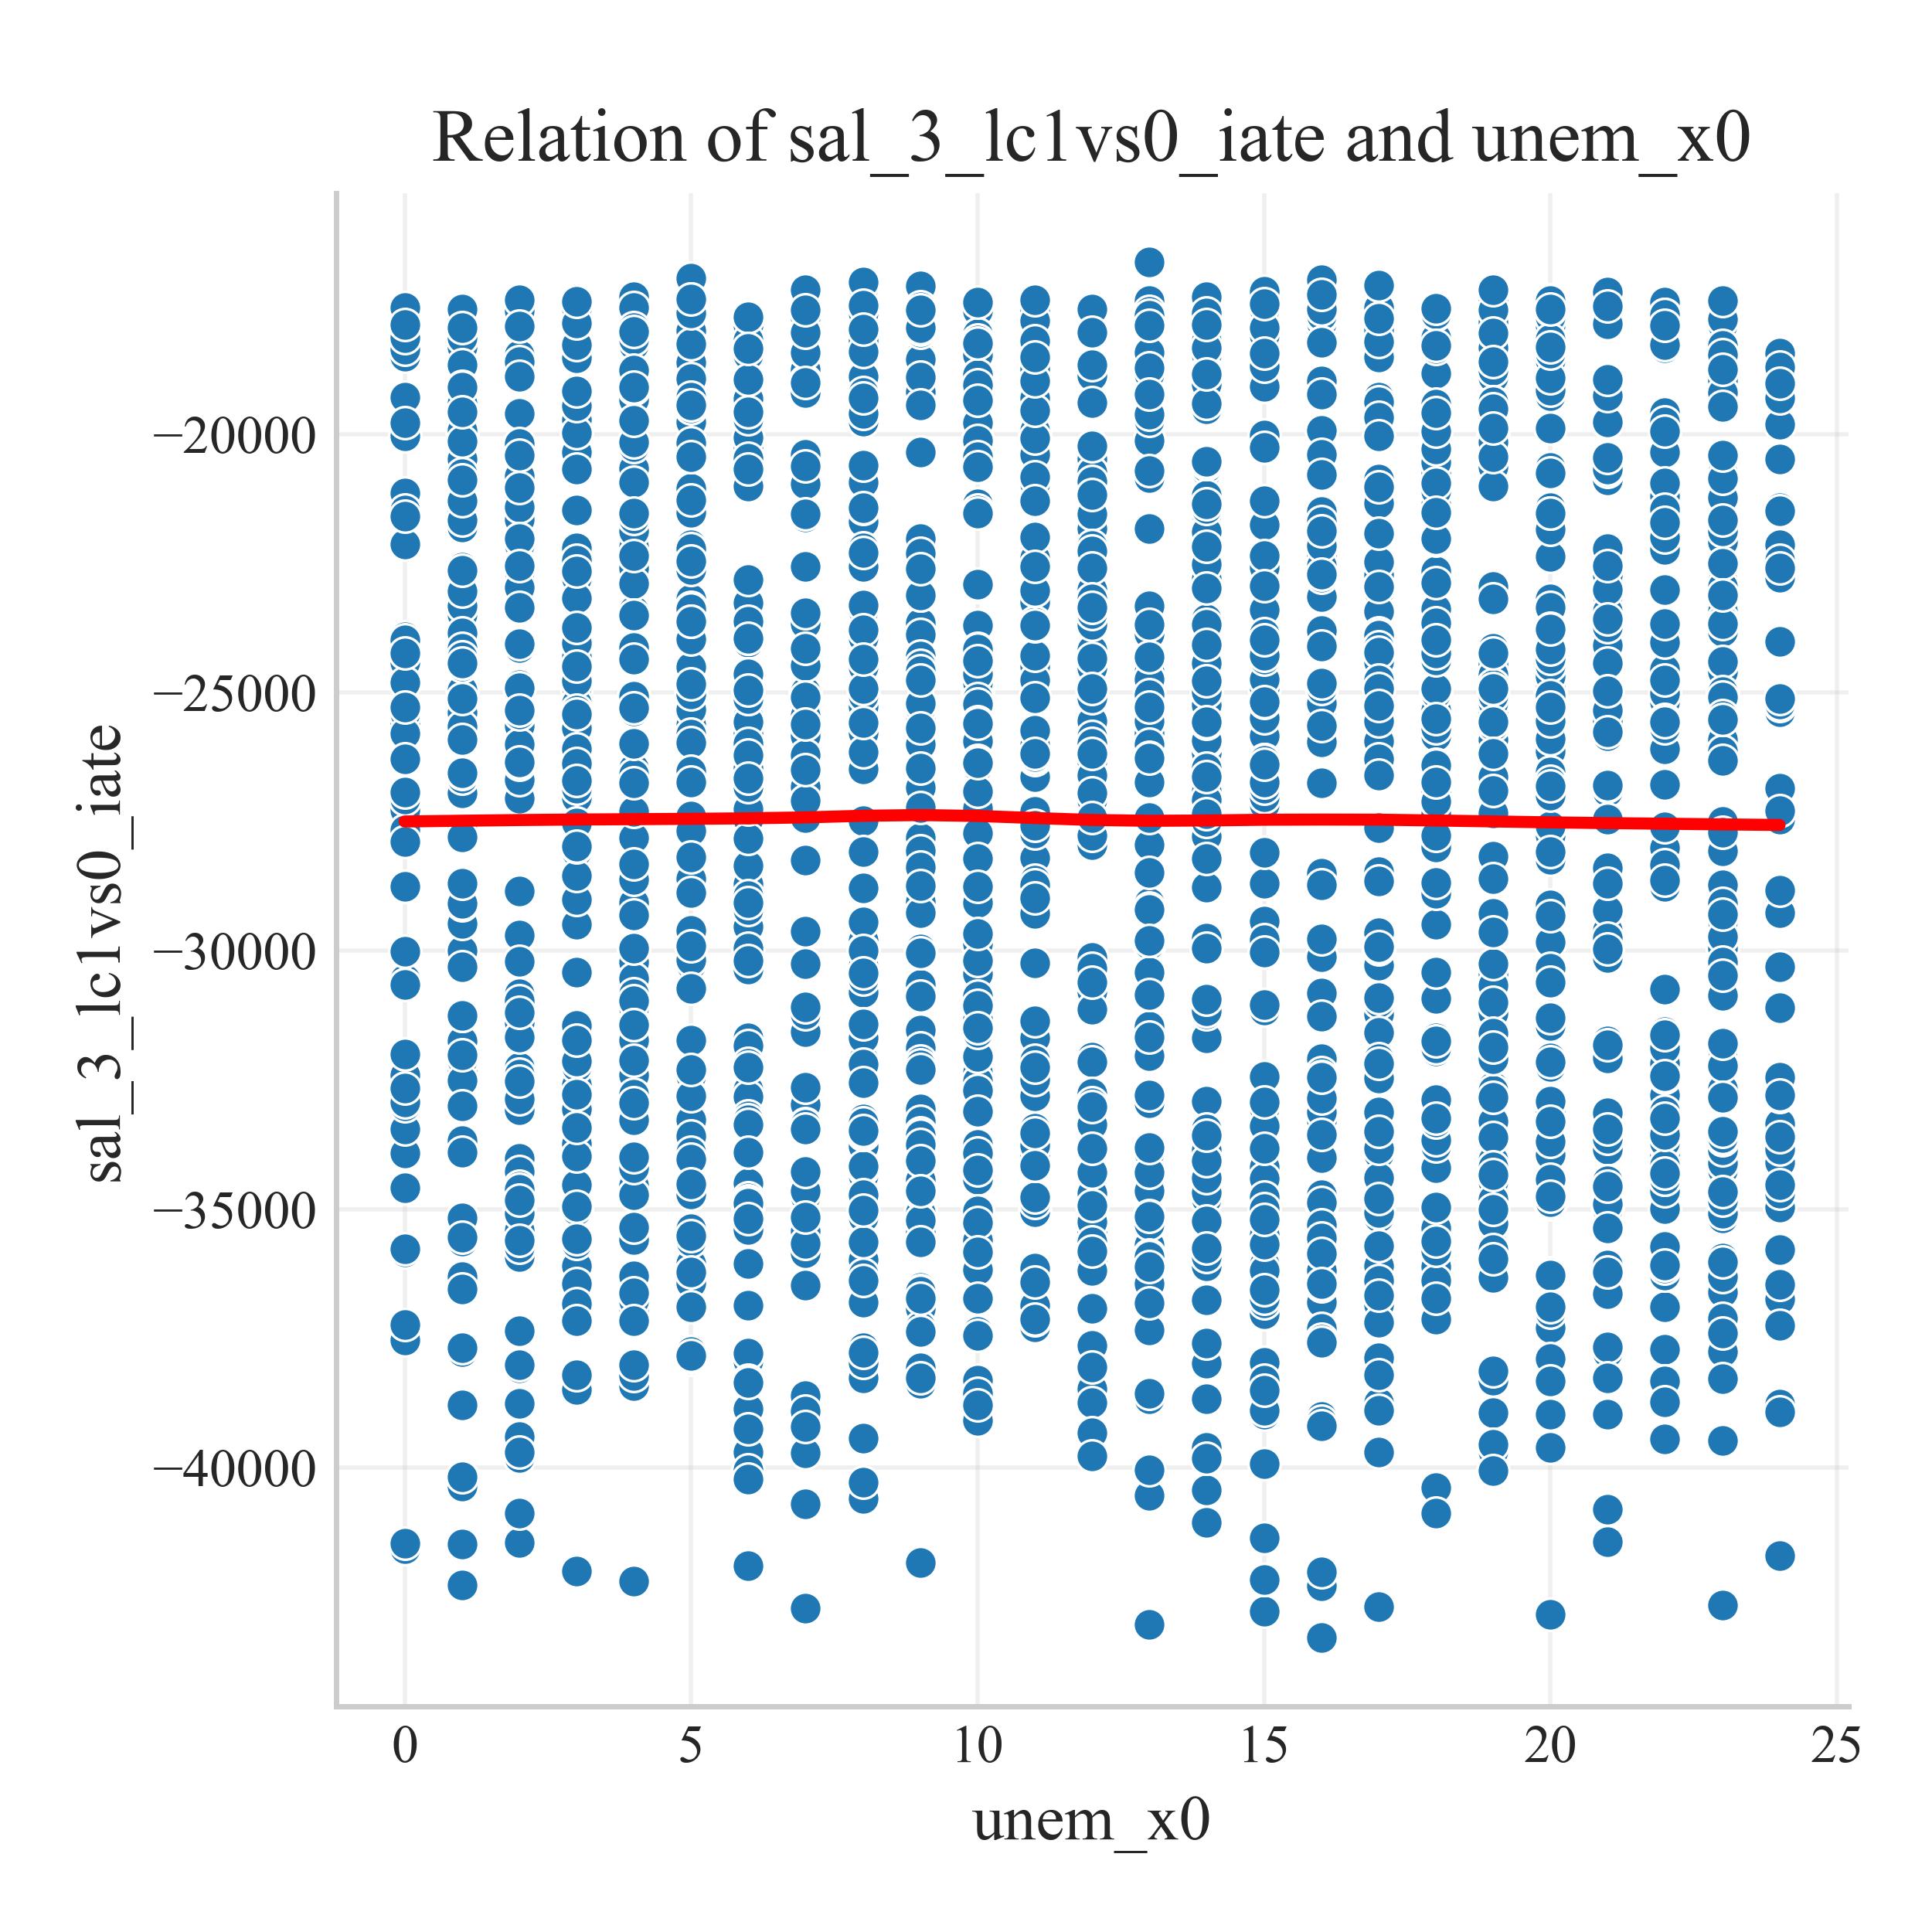 Relation of sal_3_lc1vs0_iate and unem_x0
sal_3_lc1vs0_iate
−20000
−25000
−30000
−35000
−40000
0 5 10 15 20 25
unem_x0